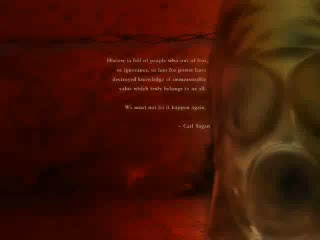 History is full of people who out of fear,
or ignorance, or lust for power have
destroyed knowledge of immeasurable
value which truly belongs to us all.
We must not let it happen again.
- Carl Sagan